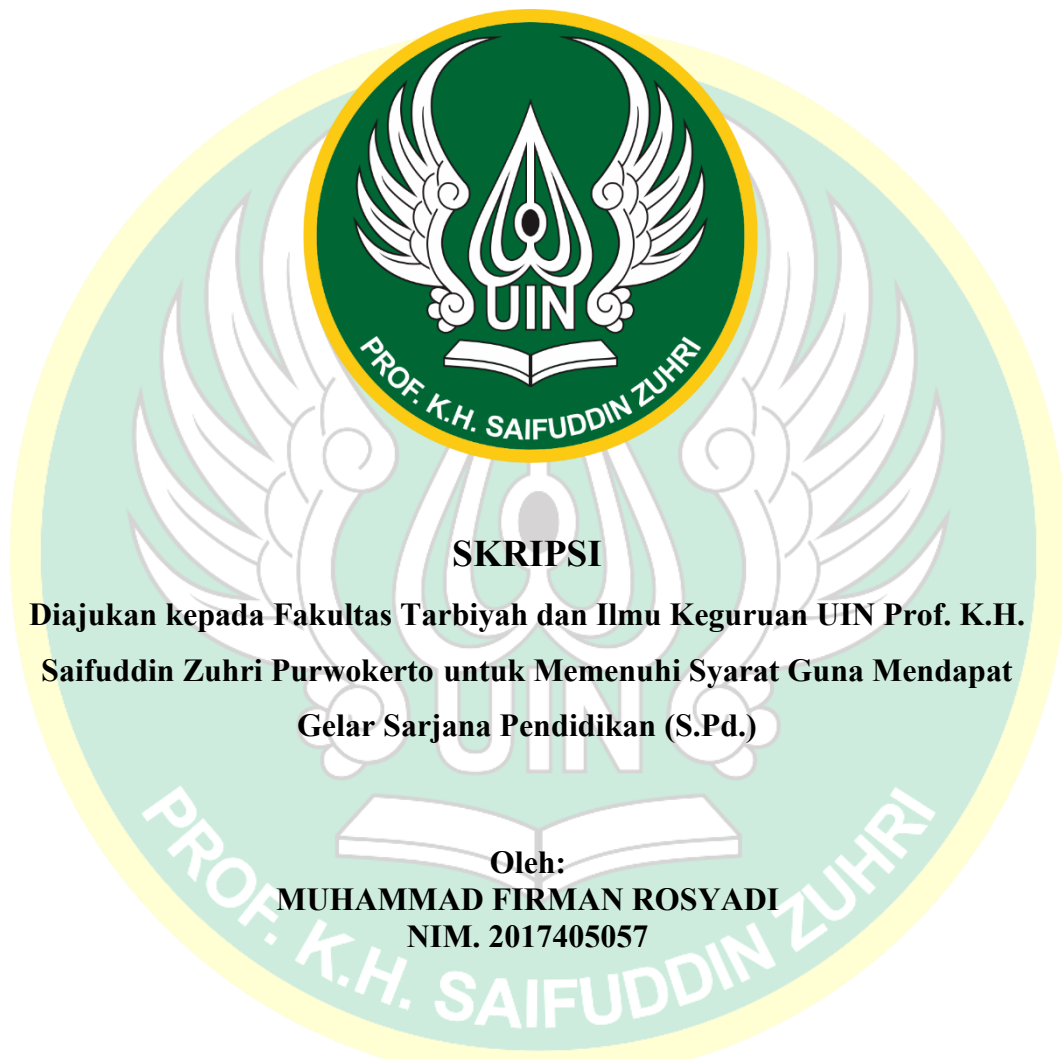 UIN
PROF. K.H. SAIFUDDIN ZUHRI
SKRIPSI
Diajukan kepada Fakultas Tarbiyah dan Ilmu Keguruan UIN Prof. K.H.
Saifuddin Zuhri Purwokerto untuk Memenuhi Syarat Guna Mendapat
Gelar Sarjana Pendidikan (S.Pd.)
UIN
Oleh:
MUHAMMAD FIRMAN ROSYADI
NIM. 2017405057
PROF. K.H. SAIFUDDIN ZUHRI